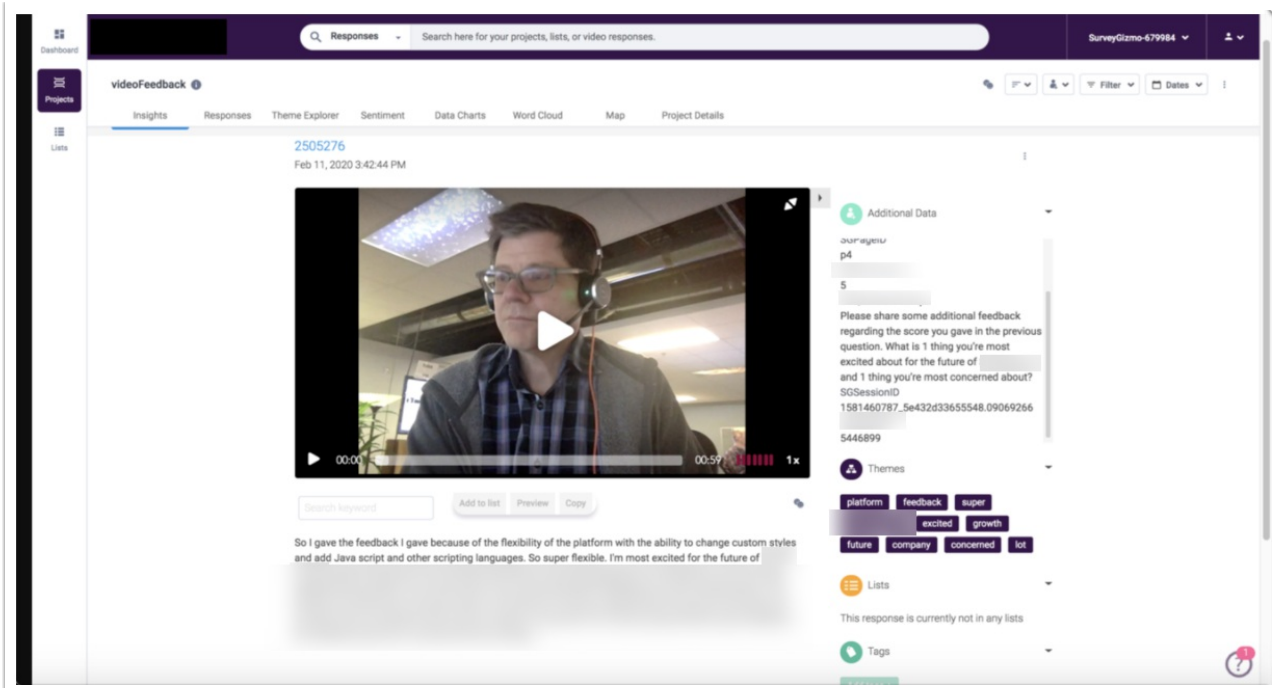 Dashboard
Projects
Lists
Responses
Search here for your projects, lists, or video responses.
SurveyGizmo-679984
videoFeedback
Filter
Dates
Insights
Responses
Theme Explorer
Sentiment
Data Charts
Word Cloud
Map
Project Details
2505276
Feb 11, 2020 3:42:44 PM
00:00
00:59
1x
Search keyword
Add to list
Preview
Copy
So I gave the feedback I gave because of the flexibility of the platform with the ability to change custom styles
and add Java script and other scripting languages. So super flexible. I'm most excited for the future of
Additional Data
SGPageID
p4
5
Please share some additional feedback
regarding the score you gave in the previous
question. What is 1 thing you're most
excited about for the future of
and 1 thing you're most concerned about?
SGSessionID
1581460787_5e432d33655548.09069266
5446899
Themes
platform feedback super
excited growth
future company concerned lot
Lists
This response is currently not in any lists
Tags
1